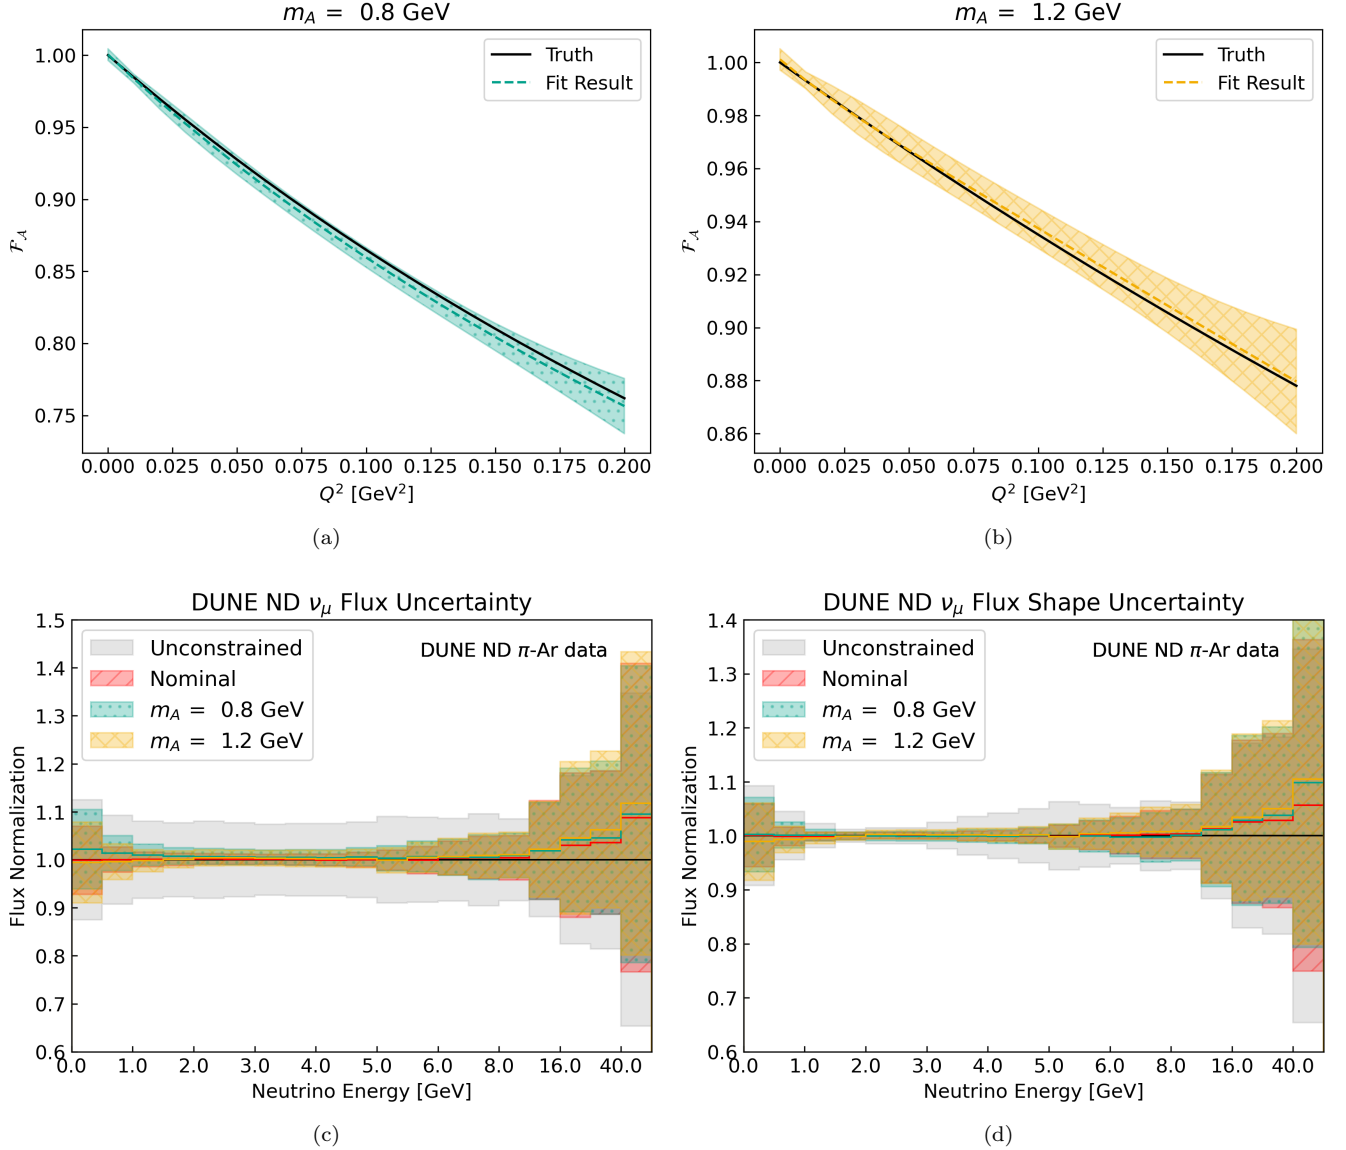 m_A = 0.8 GeV
1.00
0.95
0.90
0.85
0.80
0.75
F_A
Truth
Fit Result
0.000 0.025 0.050 0.075 0.100 0.125 0.150 0.175 0.200
Q² [GeV²]
(a)
m_A = 1.2 GeV
1.00
0.98
0.96
0.94
0.92
0.90
0.88
0.86
F_A
Truth
Fit Result
0.000 0.025 0.050 0.075 0.100 0.125 0.150 0.175 0.200
Q² [GeV²]
(b)
DUNE ND ν_μ Flux Uncertainty
1.5
1.4
1.3
1.2
1.1
1.0
0.9
0.8
0.7
0.6
Flux Normalization
Unconstrained
Nominal
m_A = 0.8 GeV
m_A = 1.2 GeV
DUNE ND π-Ar data
0.0 1.0 2.0 3.0 4.0 5.0 6.0 8.0 16.0 40.0
Neutrino Energy [GeV]
(c)
DUNE ND ν_μ Flux Shape Uncertainty
1.4
1.3
1.2
1.1
1.0
0.9
0.8
0.7
0.6
Flux Normalization
Unconstrained
Nominal
m_A = 0.8 GeV
m_A = 1.2 GeV
DUNE ND π-Ar data
0.0 1.0 2.0 3.0 4.0 5.0 6.0 8.0 16.0 40.0
Neutrino Energy [GeV]
(d)